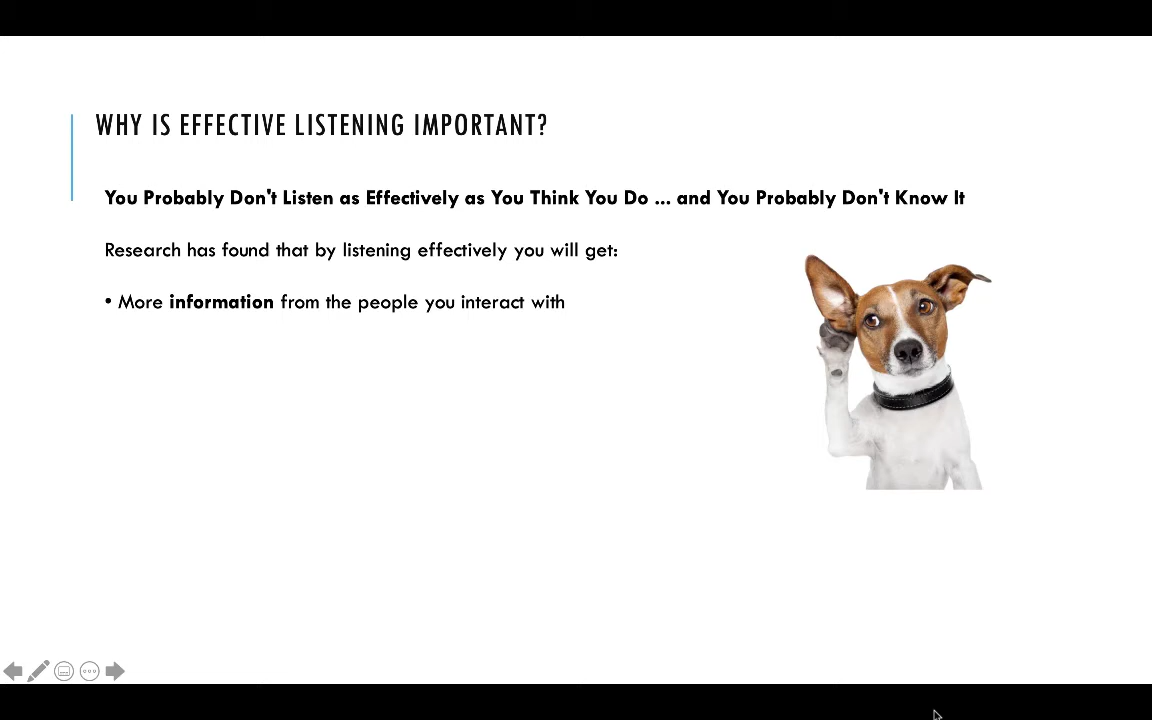 WHY IS EFFECTIVE LISTENING IMPORTANT?
You Probably Don't Listen as Effectively as You Think You Do ... and You Probably Don't Know It
Research has found that by listening effectively you will get:
• More information from the people you interact with